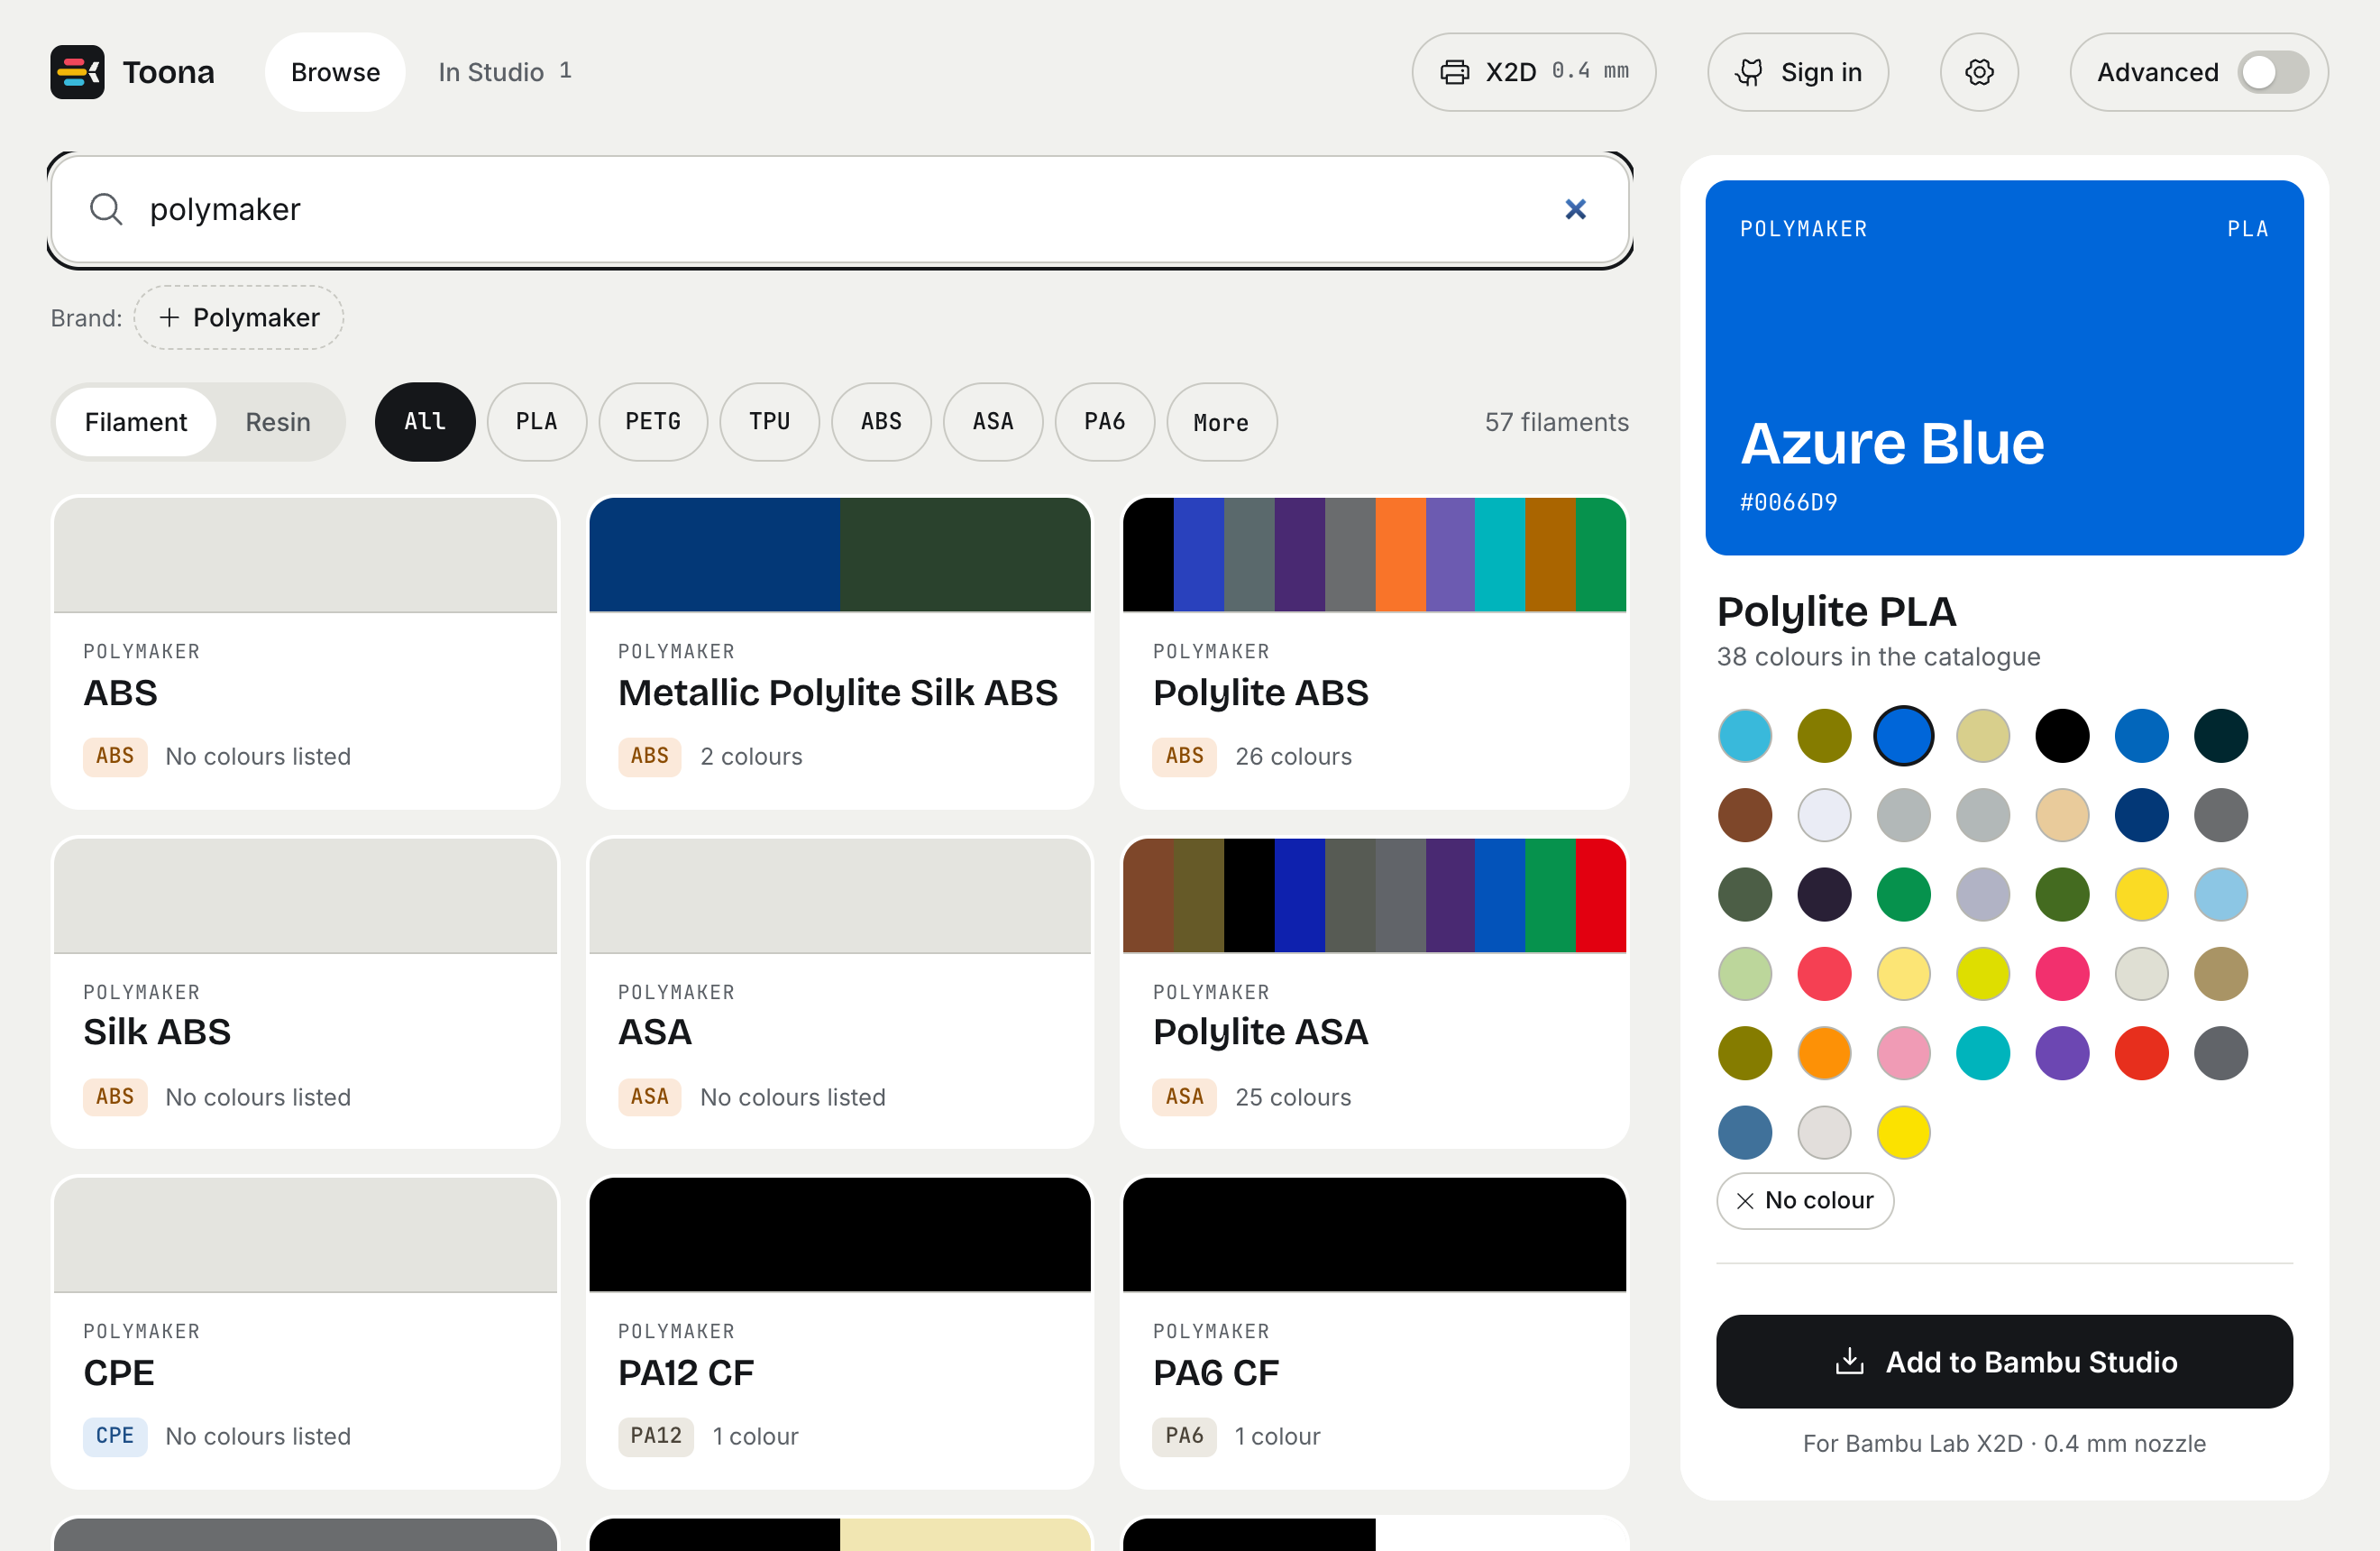 Toona
Browse
In Studio 1
X2D 0.4 mm
Sign in
Advanced
polymaker
Brand: + Polymaker
Filament
Resin
All
PLA
PETG
TPU
ABS
ASA
PA6
More
57 filaments
POLYMAKER
ABS
ABS No colours listed
POLYMAKER
Metallic Polylite Silk ABS
ABS 2 colours
POLYMAKER
Polylite ABS
ABS 26 colours
POLYMAKER
Silk ABS
ABS No colours listed
POLYMAKER
ASA
ASA No colours listed
POLYMAKER
Polylite ASA
ASA 25 colours
POLYMAKER
CPE
CPE No colours listed
POLYMAKER
PA12 CF
PA12 1 colour
POLYMAKER
PA6 CF
PA6 1 colour
POLYMAKER PLA
Azure Blue
#0066D9
Polylite PLA
38 colours in the catalogue
No colour
Add to Bambu Studio
For Bambu Lab X2D · 0.4 mm nozzle